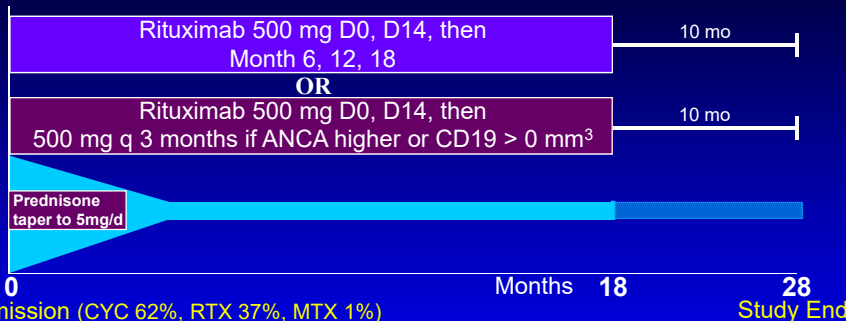 Rituximab 500 mg D0, D14, then
Month 6, 12, 18
10 mo
OR
Rituximab 500 mg D0, D14, then
500 mg q 3 months if ANCA higher or CD19 > 0 mm³
10 mo
Prednisone
taper to 5mg/d
0
Months
18
28
mission (CYC 62%, RTX 37%, MTX 1%)
Study End